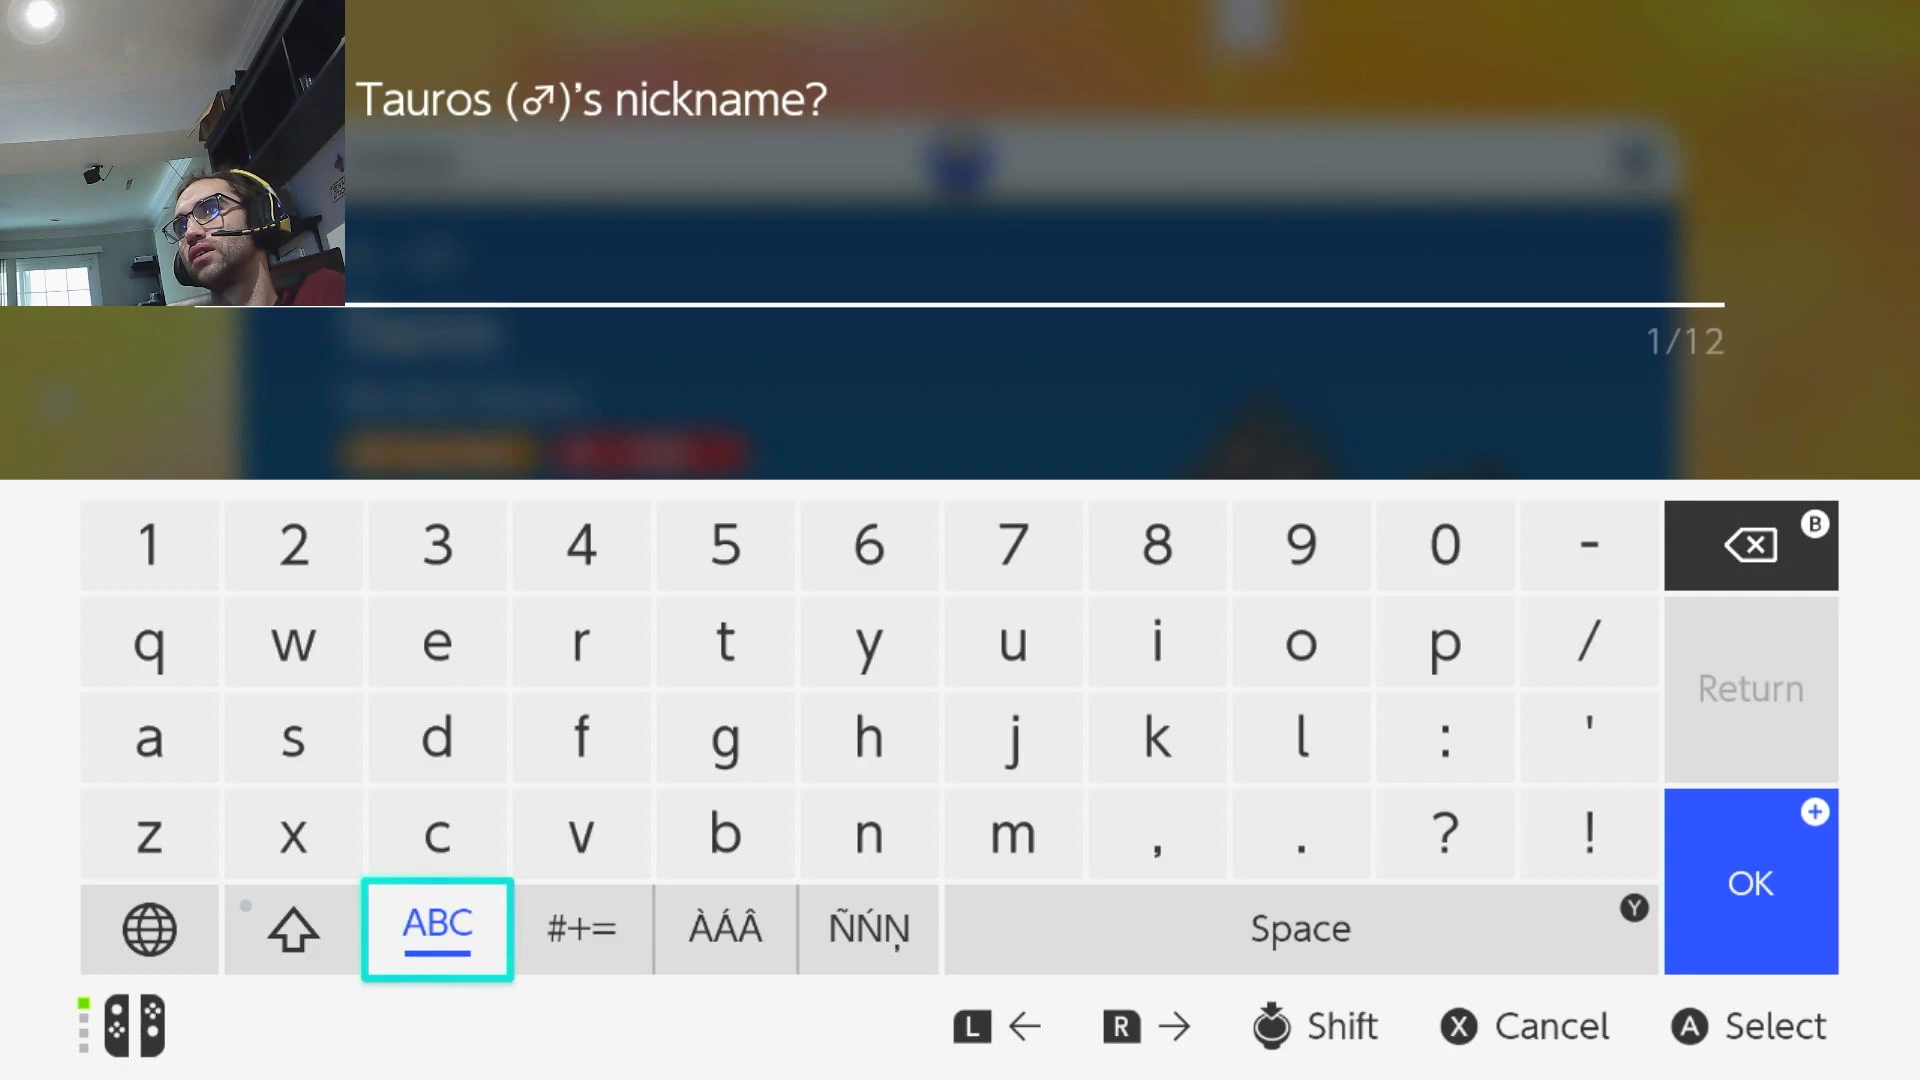 Tauros (♂)'s nickname?
1/12
1 2 3 4 5 6 7 8 9 0 - B
q w e r t y u i o p / Return
a s d f g h j k l : '
z x c v b n m , . ? ! + OK
ABC #+= ÀÁÂ ÑŃŅ Space Y
L ← R → Shift X Cancel A Select